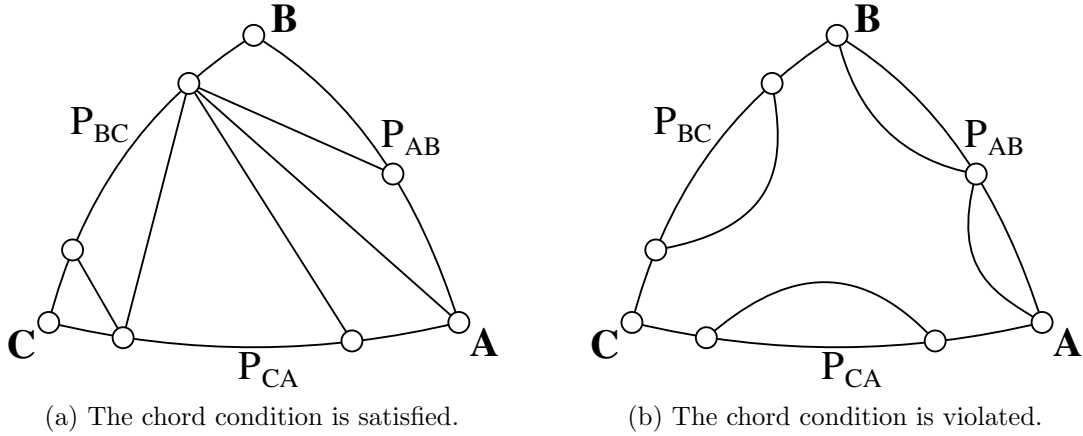 B
P_BC
P_AB
C
A
P_CA
(a) The chord condition is satisfied.
B
P_BC
P_AB
C
A
P_CA
(b) The chord condition is violated.